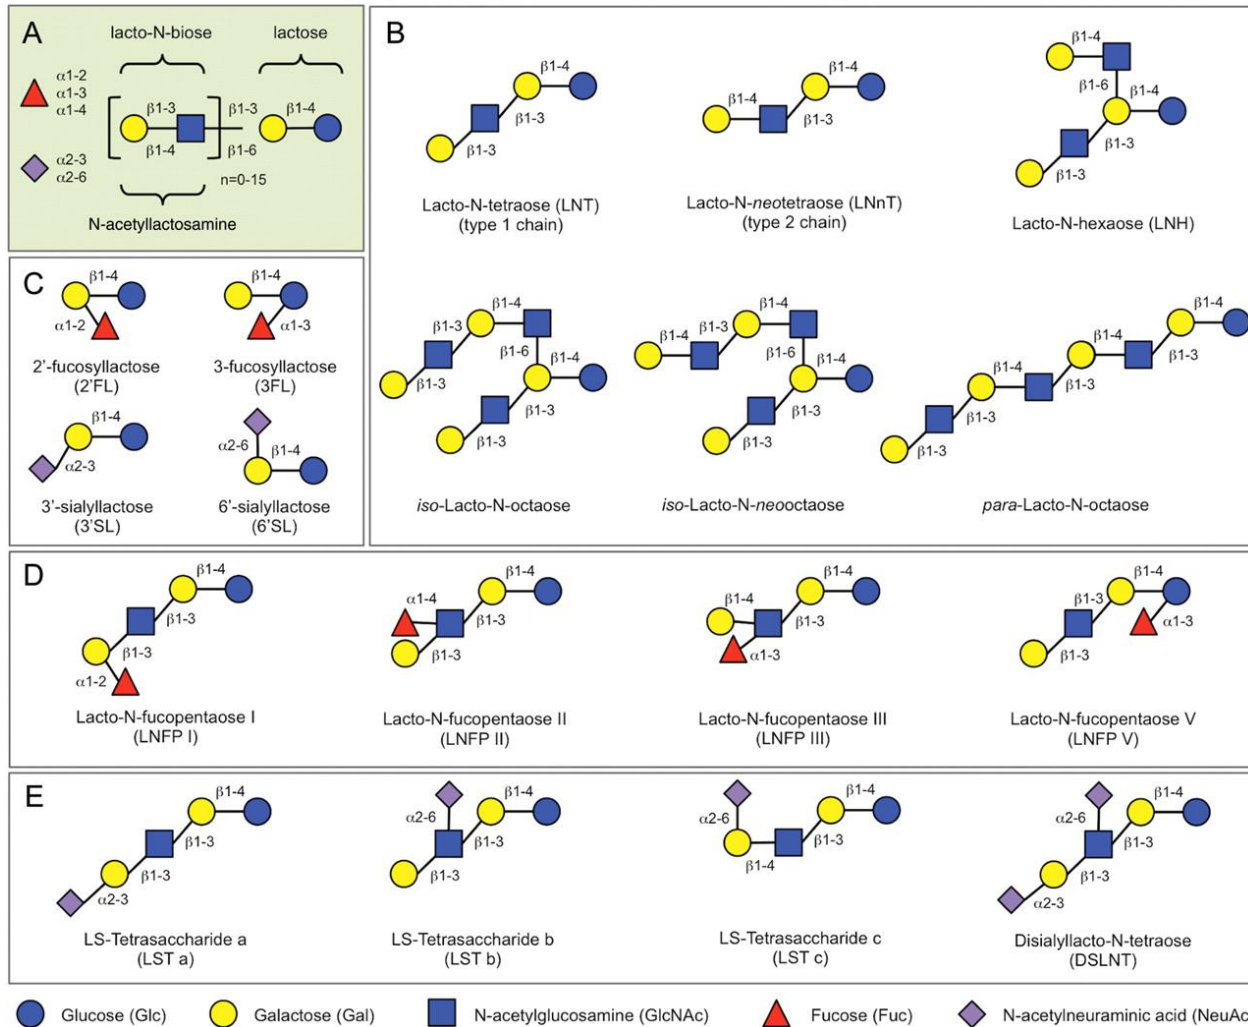 A
lacto-N-biose
lactose
α1-2
α1-3
α1-4
β1-3
β1-3
β1-4
β1-4
β1-6
α2-3
α2-6
n=0-15
N-acetyllactosamine
B
β1-4
β1-3
β1-3
Lacto-N-tetraose (LNT)
(type 1 chain)
β1-4
β1-4
β1-3
Lacto-N-neotetraose (LNnT)
(type 2 chain)
β1-4
β1-6
β1-4
β1-3
β1-3
Lacto-N-hexaose (LNH)
β1-4
β1-3
β1-6
β1-4
β1-3
β1-3
β1-3
iso-Lacto-N-octaose
β1-4
β1-3
β1-4
β1-6
β1-4
β1-3
β1-3
iso-Lacto-N-neooctaose
β1-4
β1-4
β1-3
β1-4
β1-3
β1-3
β1-3
para-Lacto-N-octaose
C
β1-4
α1-2
2'-fucosyllactose
(2'FL)
β1-4
α1-3
3-fucosyllactose
(3FL)
β1-4
α2-3
3'-sialyllactose
(3'SL)
α2-6
β1-4
6'-sialyllactose
(6'SL)
D
β1-4
β1-3
β1-3
α1-2
Lacto-N-fucopentaose I
(LNFP I)
β1-4
α1-4
β1-3
β1-3
Lacto-N-fucopentaose II
(LNFP II)
β1-4
β1-4
β1-3
α1-3
Lacto-N-fucopentaose III
(LNFP III)
β1-4
β1-3
α1-3
β1-3
Lacto-N-fucopentaose V
(LNFP V)
E
β1-4
β1-3
β1-3
α2-3
LS-Tetrasaccharide a
(LST a)
β1-4
α2-6
β1-3
β1-3
LS-Tetrasaccharide b
(LST b)
β1-4
α2-6
β1-3
β1-4
LS-Tetrasaccharide c
(LST c)
β1-4
α2-6
β1-3
β1-3
α2-3
Disialyllacto-N-tetraose
(DSLNT)
Glucose (Glc)
Galactose (Gal)
N-acetylglucosamine (GlcNAc)
Fucose (Fuc)
N-acetylneuraminic acid (NeuAc